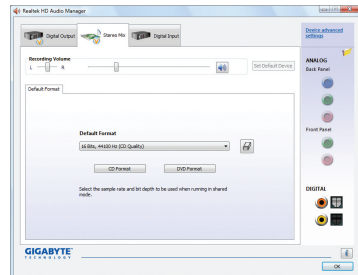 Realtek HD Audio Manager
Digital Output
Stereo Mix
Digital Input
Device advanced settings
Recording Volume
L
R
Set Default Device
ANALOG
Back Panel
Default Format
Default Format
16 Bits, 44100 Hz (CD Quality)
CD Format
DVD Format
Select the sample rate and bit depth to be used when running in shared
mode.
Front Panel
DIGITAL
GIGABYTE
TECHNOLOGY
i
OK